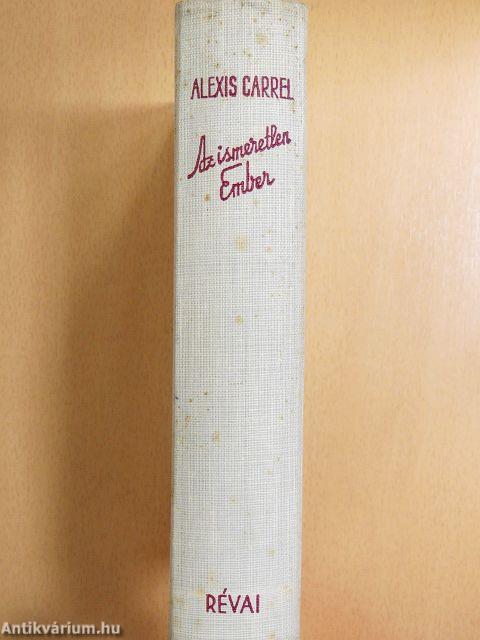 ALEXIS CARREL
Az ismeretlen
Ember
RÉVAI
Antikvárium.hu